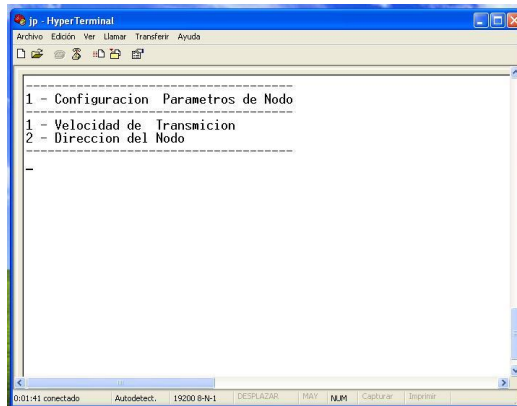 jp - HyperTerminal
Archivo Edición Ver Llamar Transferir Ayuda
-------------------------------------
1 - Configuracion  Parametros de Nodo
-------------------------------------
1 - Velocidad de  Transmicion
2 - Direccion del Nodo
-------------------------------------
_
0:01:41 conectado Autodetect. 19200 8-N-1 DESPLAZAR MAY NUM Capturar Imprimir